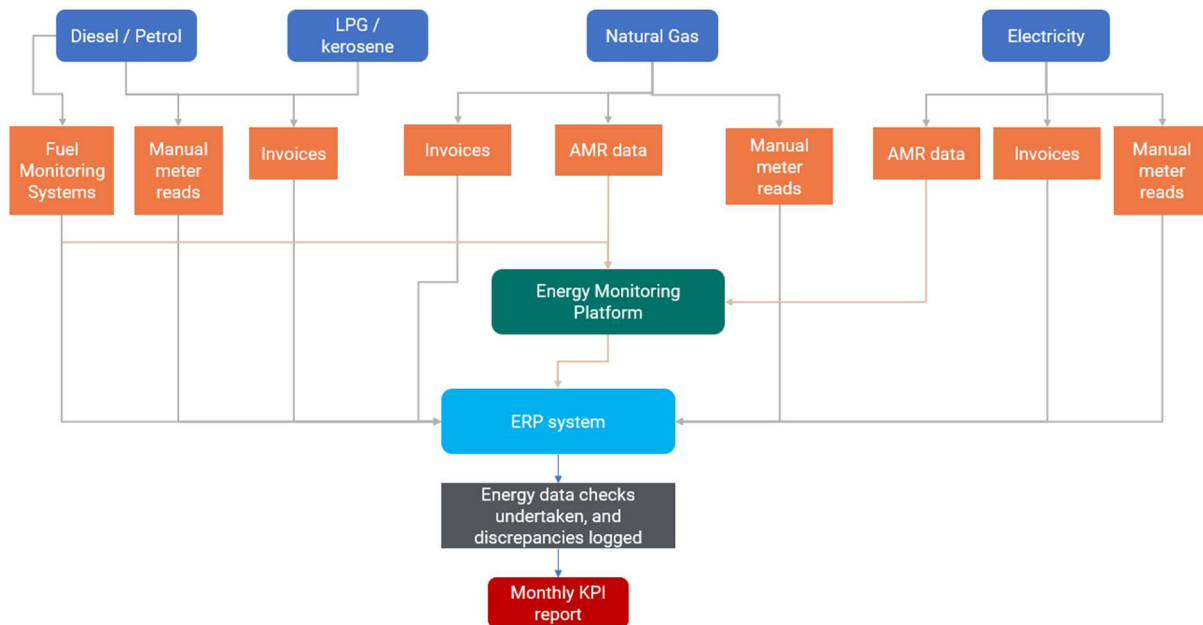 Diesel / Petrol
LPG /
kerosene
Natural Gas
Electricity
Fuel
Monitoring
Systems
Manual
meter
reads
Invoices
Invoices
AMR data
Manual
meter
reads
AMR data
Invoices
Manual
meter
reads
Energy Monitoring
Platform
ERP system
Energy data checks
undertaken, and
discrepancies logged
Monthly KPI
report